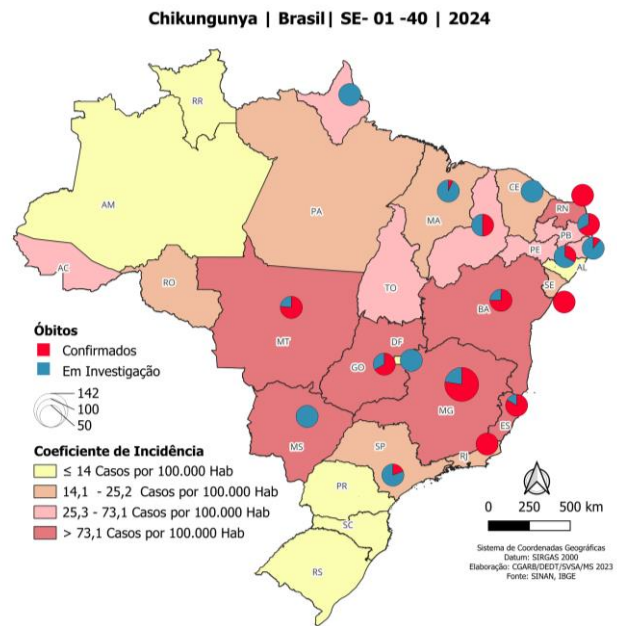 Chikungunya | Brasil| SE- 01 -40 | 2024
RR
AM
PA
MA
CE
RN
PB
PE
AL
SE
AC
RO
TO
BA
MT
DF
GO
MG
ES
MS
SP
RJ
PR
SC
RS
Óbitos
Confirmados
Em Investigação
142
100
50
Coeficiente de Incidência
≤ 14 Casos por 100.000 Hab
14,1 - 25,2 Casos por 100.000 Hab
25,3 - 73,1 Casos por 100.000 Hab
> 73,1 Casos por 100.000 Hab
0 250 500 km
Sistema de Coordenadas Geográficas
Datum: SIRGAS 2000
Elaboração: CGARB/DEDT/SVSA/MS 2023
Fonte: SINAN, IBGE